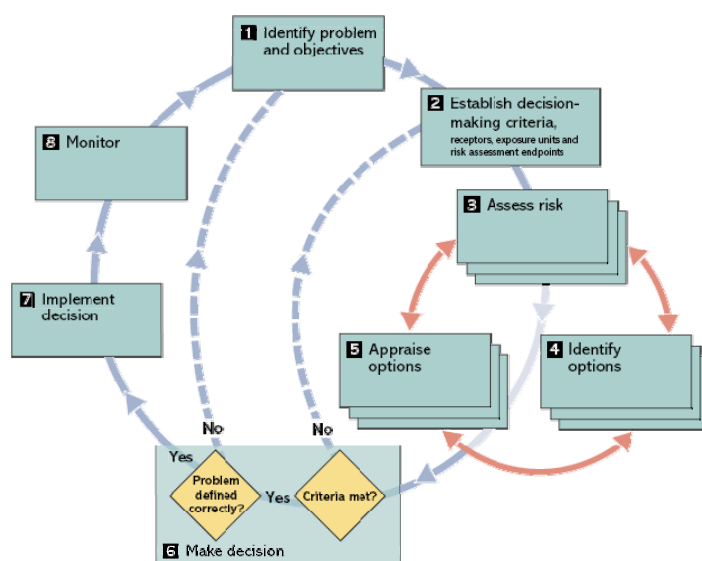 1 Identify problem
and objectives
2 Establish decision-
making criteria,
receptors, exposure units and
risk assessment endpoints
3 Assess risk
4 Identify
options
5 Appraise
options
6 Make decision
Criteria met?
No
Yes
Problem
defined
correctly?
No
Yes
7 Implement
decision
8 Monitor